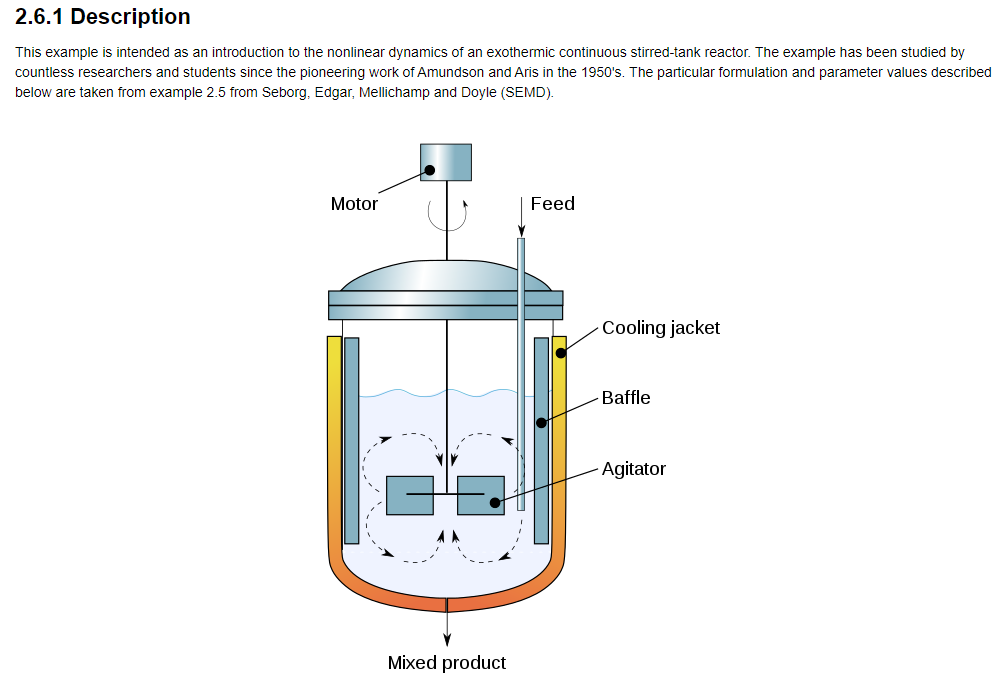 2.6.1 Description
This example is intended as an introduction to the nonlinear dynamics of an exothermic continuous stirred-tank reactor. The example has been studied by
countless researchers and students since the pioneering work of Amundson and Aris in the 1950's. The particular formulation and parameter values described
below are taken from example 2.5 from Seborg, Edgar, Mellichamp and Doyle (SEMD).
Motor
Feed
Cooling jacket
Baffle
Agitator
Mixed product